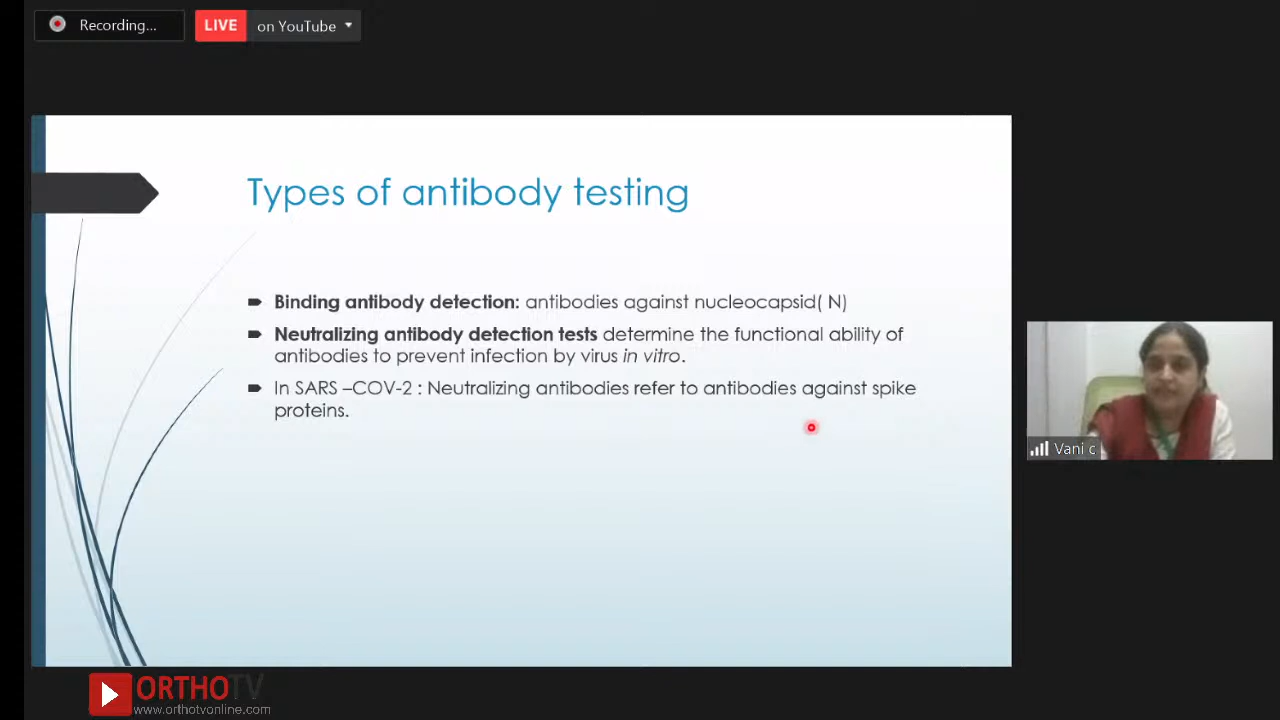 Recording...
LIVE on YouTube
Types of antibody testing
Binding antibody detection: antibodies against nucleocapsid( N)
Neutralizing antibody detection tests determine the functional ability of
antibodies to prevent infection by virus in vitro.
In SARS –COV-2 : Neutralizing antibodies refer to antibodies against spike
proteins.
Vani c
ORTHOTV
www.orthotvonline.com